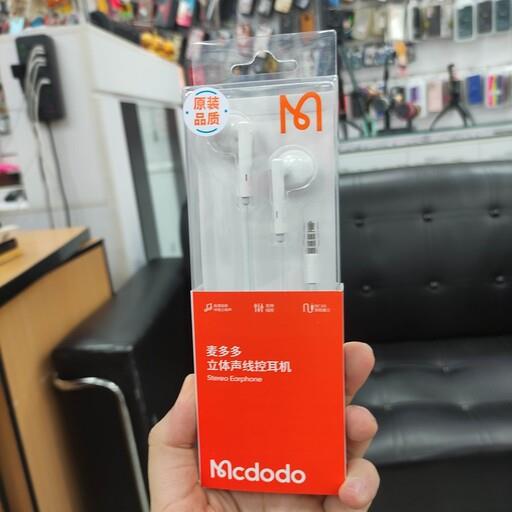 原装
品质
麦多多
立体声线控耳机
Stereo Earphone
Mcdodo